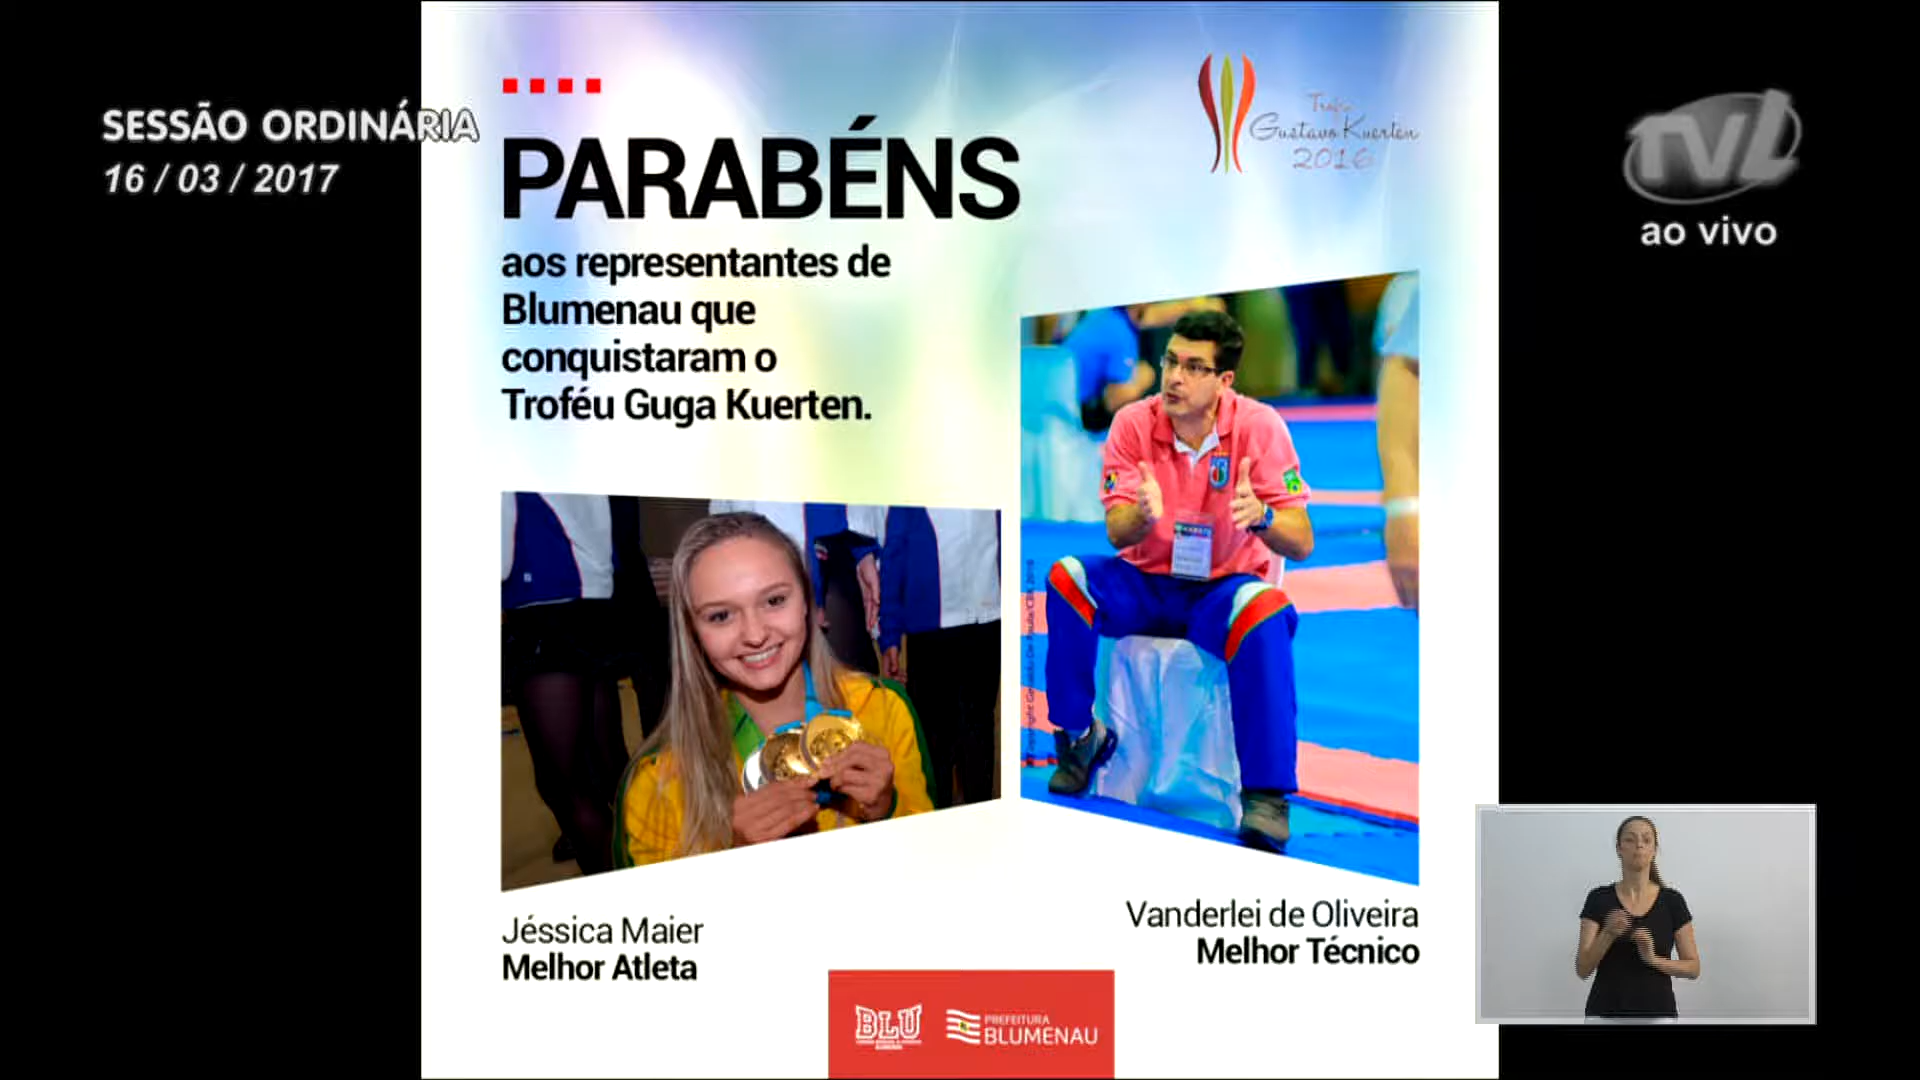 SESSÃO ORDINÁRIA
16 / 03 / 2017
PARABÉNS
aos representantes de
Blumenau que
conquistaram o
Troféu Guga Kuerten.
Troféu
Gustavo Kuerten
2016
TVL
ao vivo
Jéssica Maier
Melhor Atleta
Vanderlei de Oliveira
Melhor Técnico
BLU
PREFEITURA
BLUMENAU